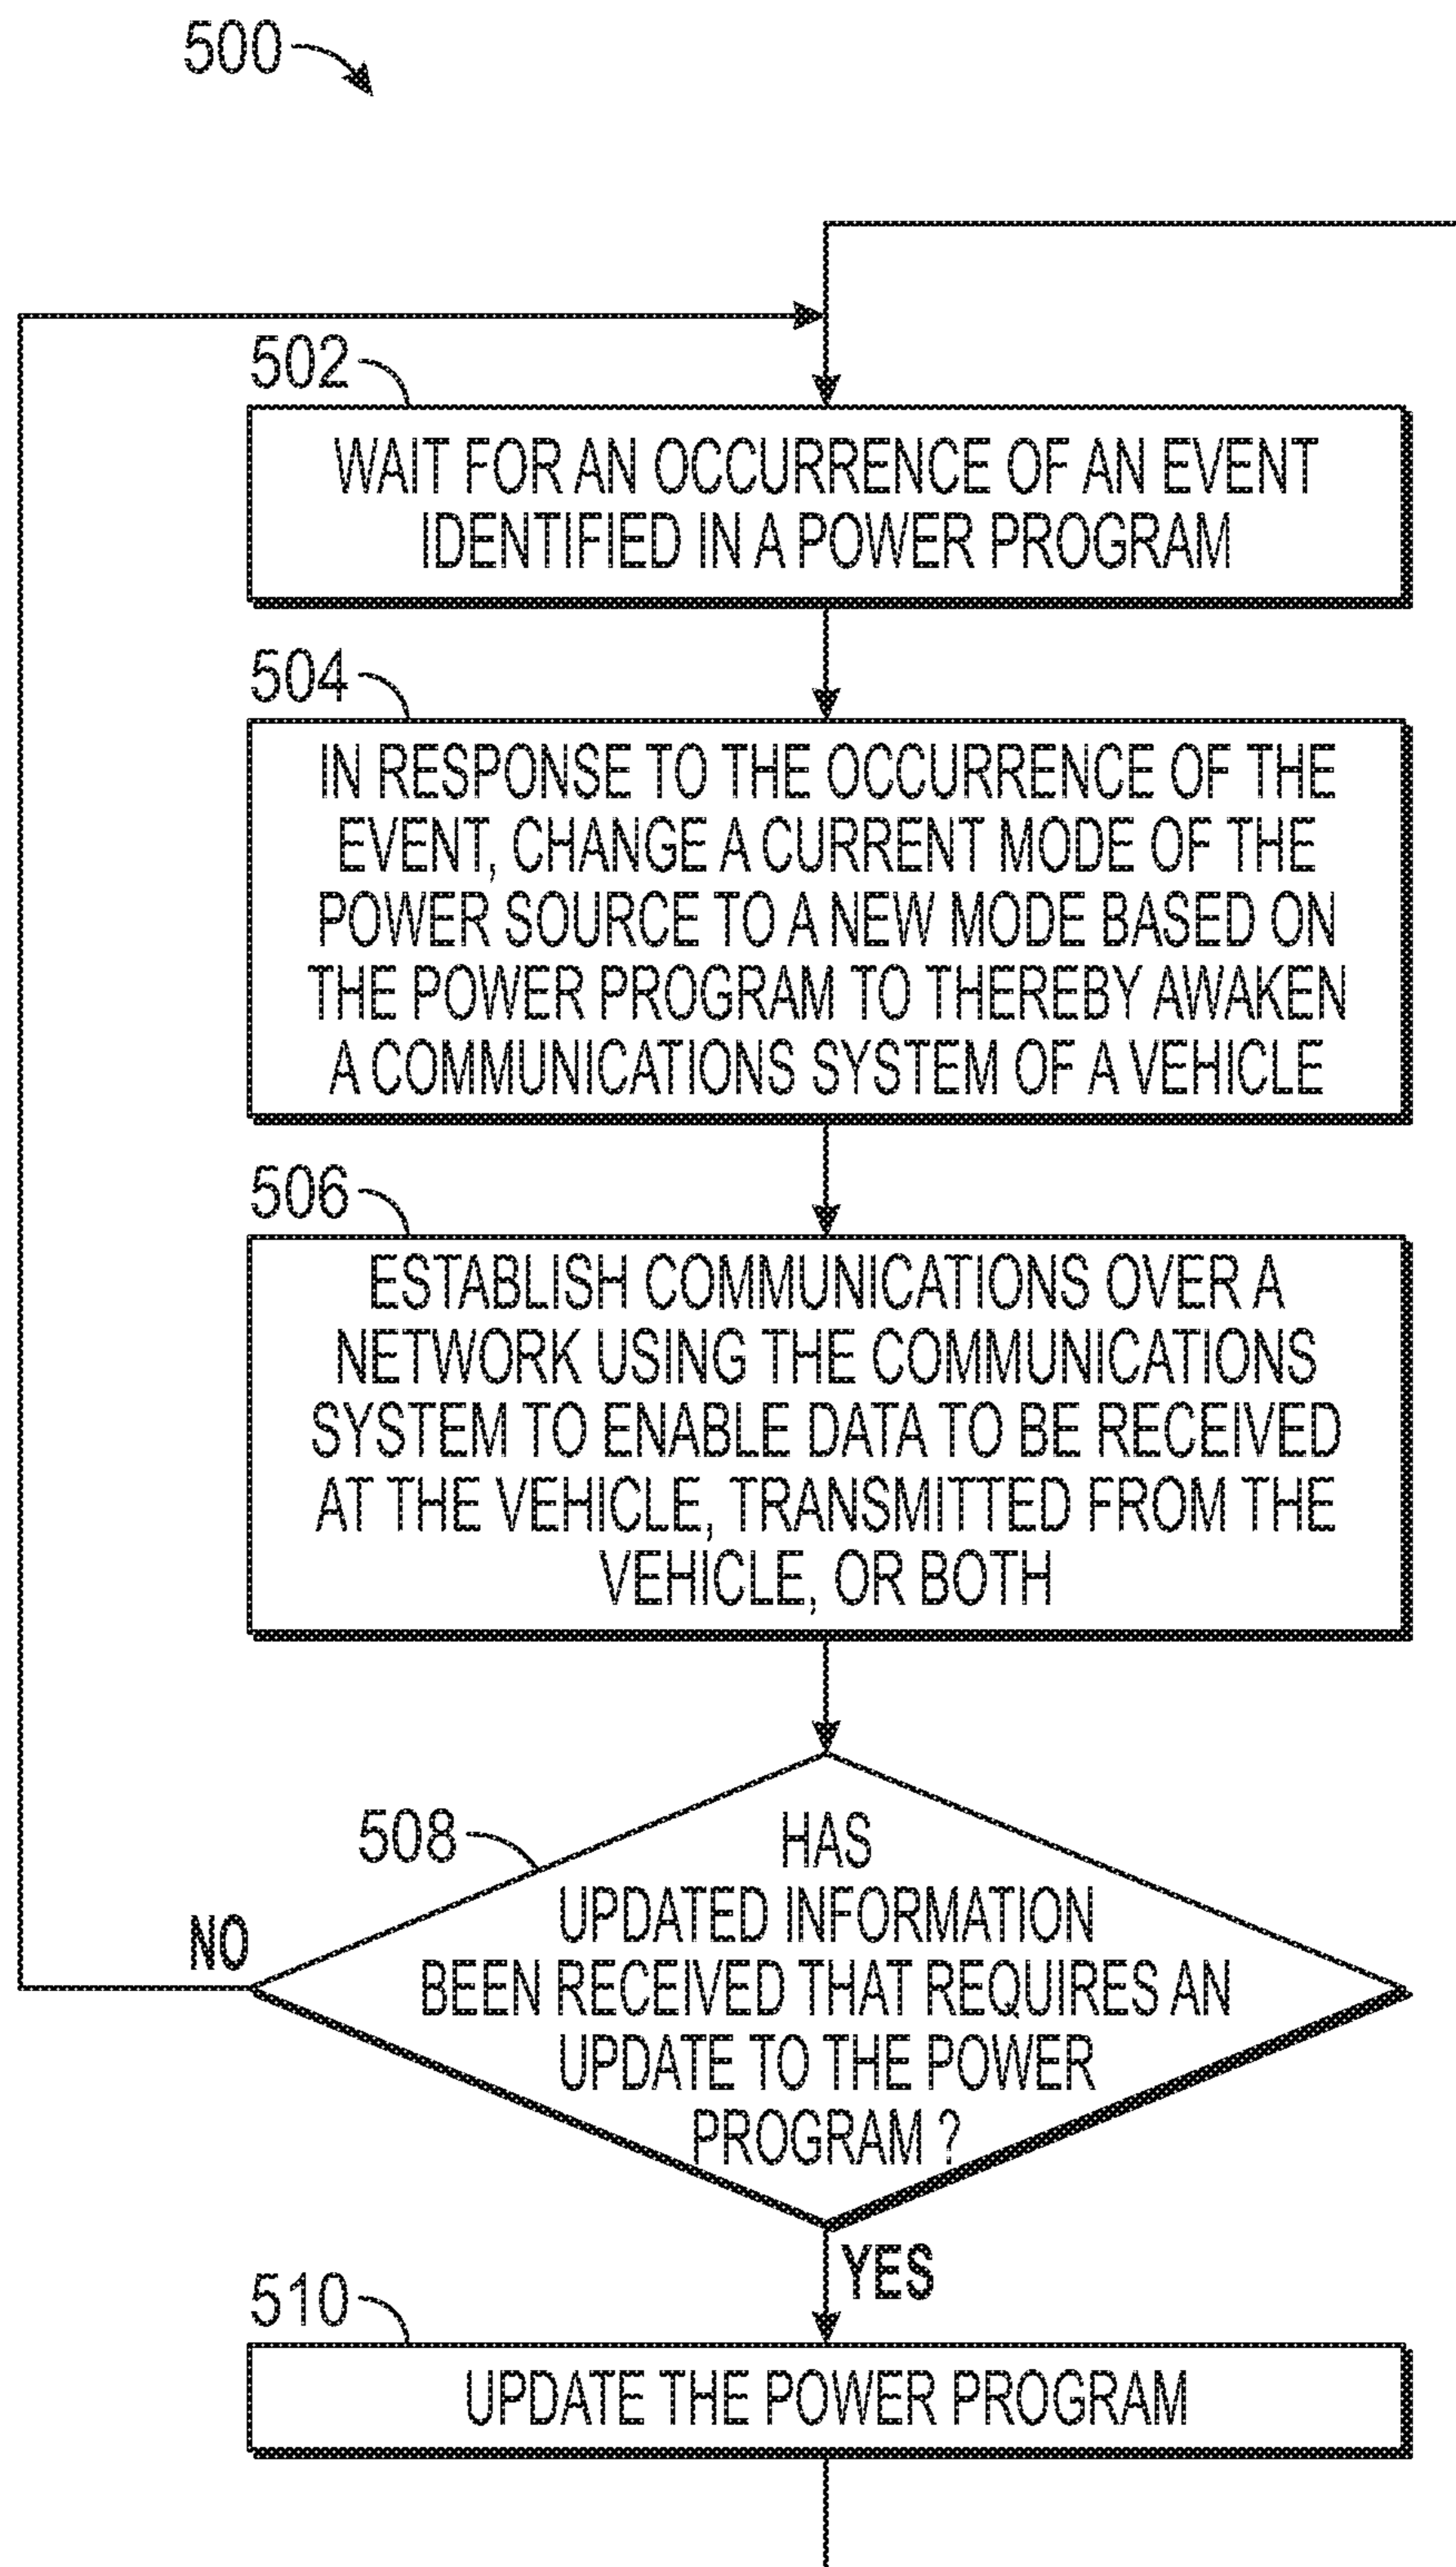 500
502
WAIT FOR AN OCCURRENCE OF AN EVENT
IDENTIFIED IN A POWER PROGRAM
504
IN RESPONSE TO THE OCCURRENCE OF THE
EVENT, CHANGE A CURRENT MODE OF THE
POWER SOURCE TO A NEW MODE BASED ON
THE POWER PROGRAM TO THEREBY AWAKEN
A COMMUNICATIONS SYSTEM OF A VEHICLE
506
ESTABLISH COMMUNICATIONS OVER A
NETWORK USING THE COMMUNICATIONS
SYSTEM TO ENABLE DATA TO BE RECEIVED
AT THE VEHICLE, TRANSMITTED FROM THE
VEHICLE, OR BOTH
508
HAS
UPDATED INFORMATION
BEEN RECEIVED THAT REQUIRES AN
UPDATE TO THE POWER
PROGRAM ?
NO
YES
510
UPDATE THE POWER PROGRAM